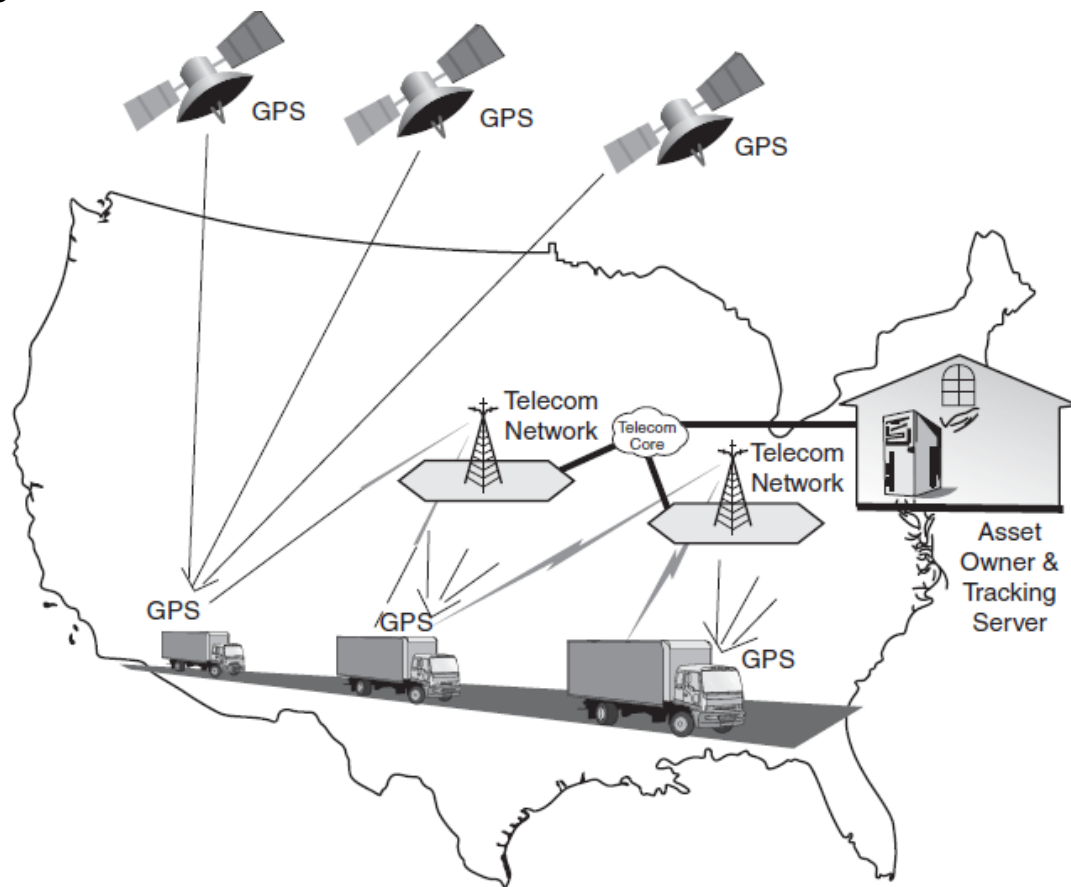 GPS
GPS
GPS
Telecom
Network
Telecom
Core
Telecom
Network
Asset
Owner &
Tracking
Server
GPS
GPS
GPS